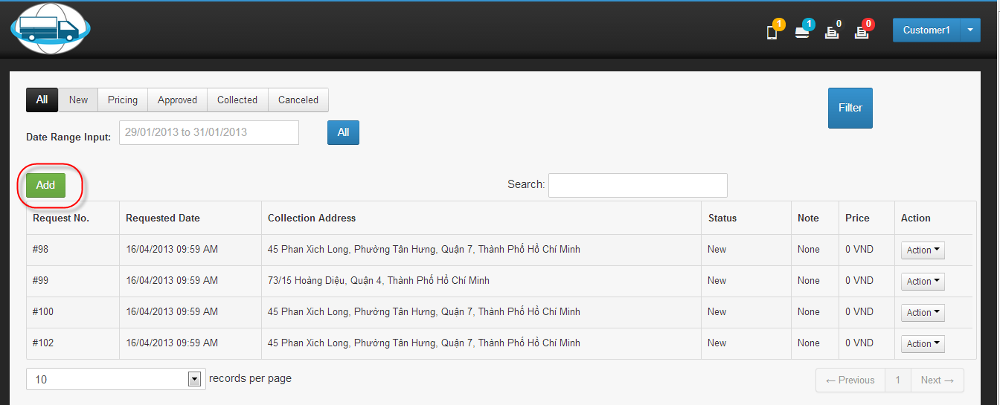 1 1 0 0 Customer1
All New Pricing Approved Collected Canceled Filter
Date Range Input: 29/01/2013 to 31/01/2013 All
Add Search:
Request No. Requested Date Collection Address Status Note Price Action
#98 16/04/2013 09:59 AM 45 Phan Xich Long, Phường Tân Hưng, Quận 7, Thành Phố Hồ Chí Minh New None 0 VND Action
#99 16/04/2013 09:59 AM 73/15 Hoàng Diệu, Quận 4, Thành Phố Hồ Chí Minh New None 0 VND Action
#100 16/04/2013 09:59 AM 45 Phan Xich Long, Phường Tân Hưng, Quận 7, Thành Phố Hồ Chí Minh New None 0 VND Action
#102 16/04/2013 09:59 AM 45 Phan Xich Long, Phường Tân Hưng, Quận 7, Thành Phố Hồ Chí Minh New None 0 VND Action
10 records per page ← Previous 1 Next →